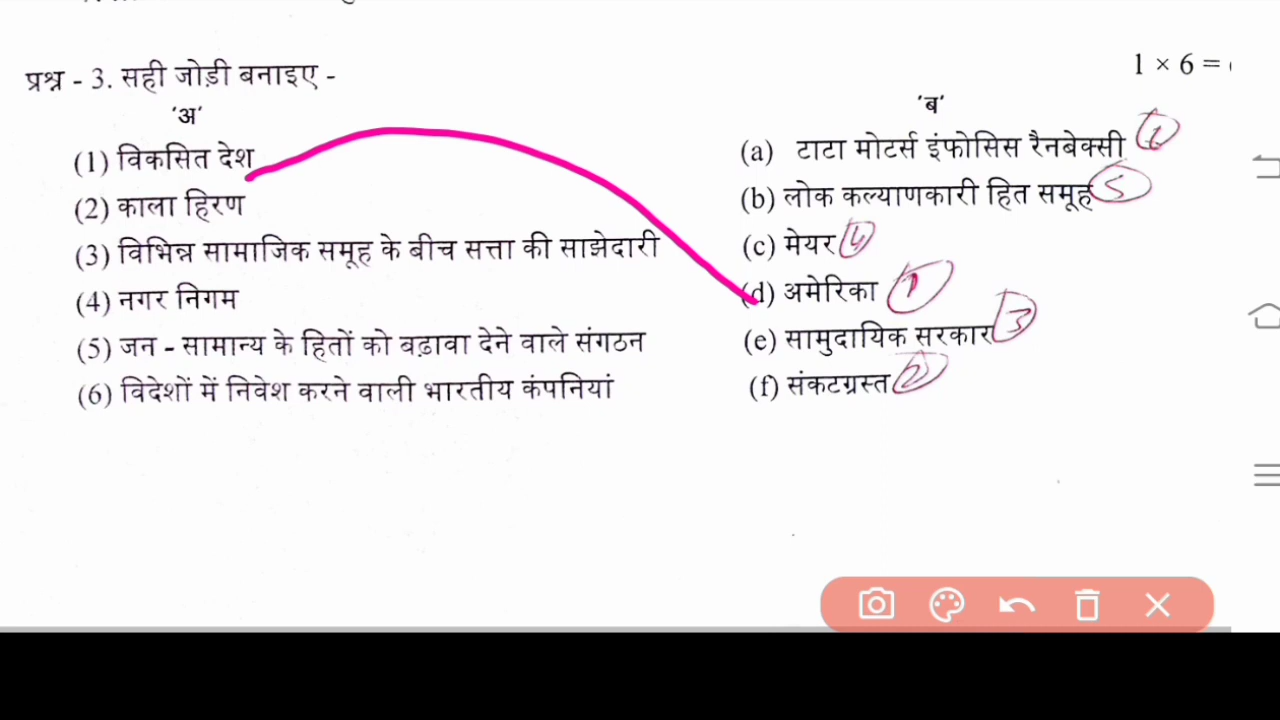 प्रश्न - 3. सही जोड़ी बनाइए - 1 × 6 =
'अ' 'ब'
(1) विकसित देश (a) टाटा मोटर्स इंफोसिस रैनबेक्सी
(2) काला हिरण (b) लोक कल्याणकारी हित समूह 5
(3) विभिन्न सामाजिक समूह के बीच सत्ता की साझेदारी (c) मेयर 4
(4) नगर निगम (d) अमेरिका 1
(5) जन - सामान्य के हितों को बढ़ावा देने वाले संगठन (e) सामुदायिक सरकार 3
(6) विदेशों में निवेश करने वाली भारतीय कंपनियां (f) संकटग्रस्त 2